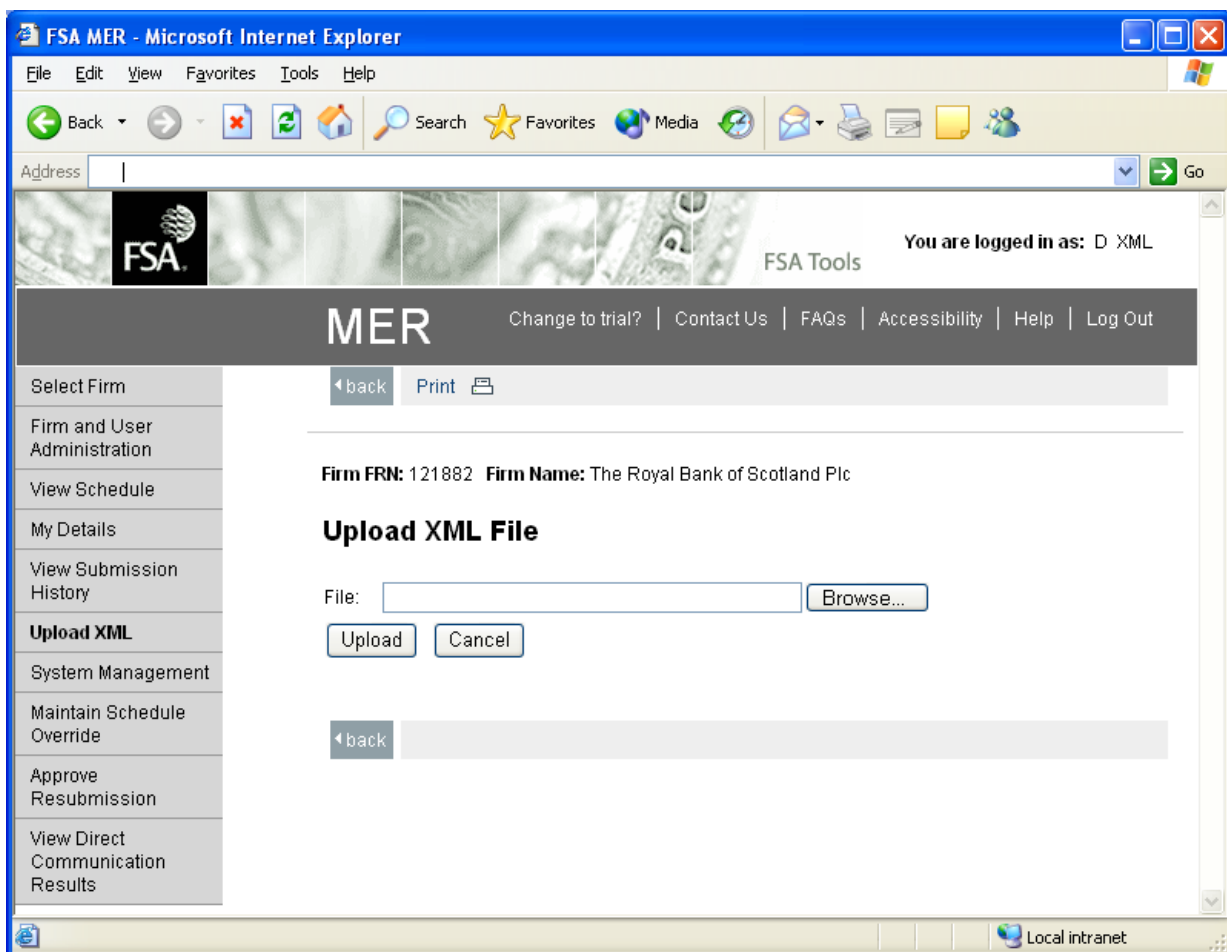 FSA MER - Microsoft Internet Explorer
File Edit View Favorites Tools Help
Back Search Favorites Media
Address Go
FSA
FSA Tools
You are logged in as: D XML
MER
Change to trial? | Contact Us | FAQs | Accessibility | Help | Log Out
Select Firm
Firm and User
Administration
View Schedule
My Details
View Submission
History
Upload XML
System Management
Maintain Schedule
Override
Approve
Resubmission
View Direct
Communication
Results
back Print
Firm FRN: 121882 Firm Name: The Royal Bank of Scotland Plc
Upload XML File
File: Browse...
Upload Cancel
back
Local intranet